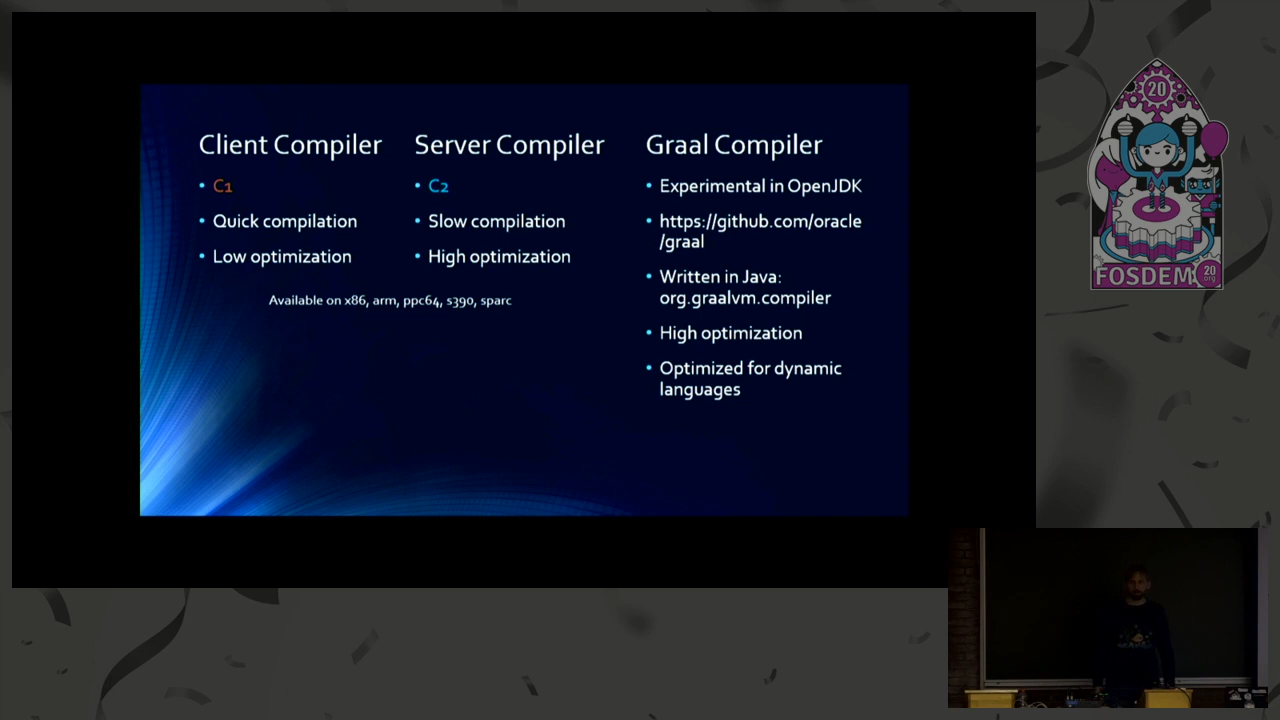 Client Compiler
• C1
• Quick compilation
• Low optimization
Server Compiler
• C2
• Slow compilation
• High optimization
Available on x86, arm, ppc64, s390, sparc
Graal Compiler
• Experimental in OpenJDK
• https://github.com/oracle
/graal
• Written in Java:
org.graalvm.compiler
• High optimization
• Optimized for dynamic
languages
20
FOSDEM
20
.org